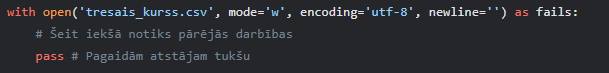 with open('tresais_kurss.csv', mode='w', encoding='utf-8', newline='') as fails:
    # Šeit iekšā notiks pārējās darbības
    pass # Pagaidām atstājam tukšu